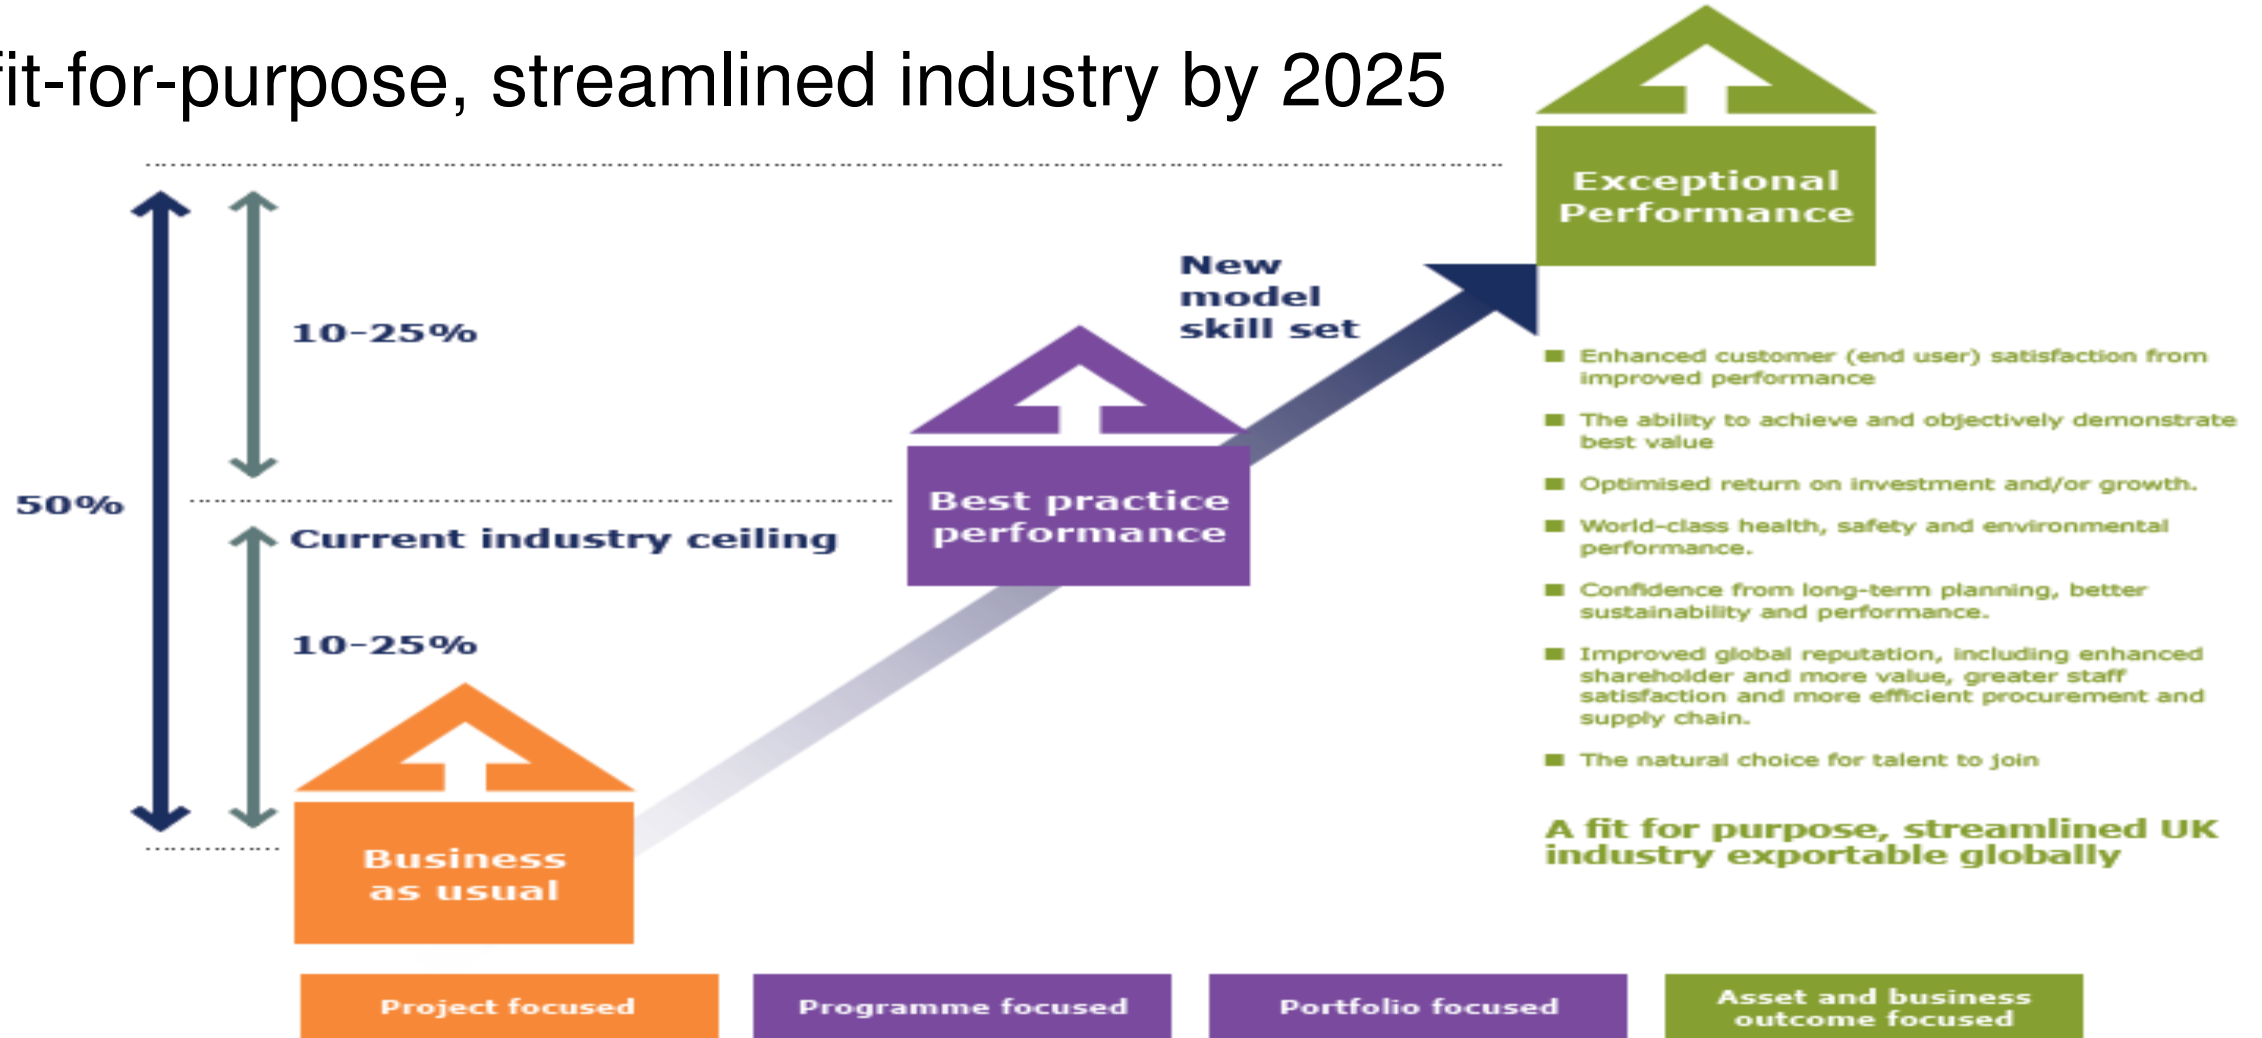 fit-for-purpose, streamlined industry by 2025
Exceptional
Performance
New
model
skill set
10-25%
50%
Current industry ceiling
Best practice
performance
10-25%
Business
as usual
Enhanced customer (end user) satisfaction from
improved performance
The ability to achieve and objectively demonstrate
best value
Optimised return on investment and/or growth.
World-class health, safety and environmental
performance.
Confidence from long-term planning, better
sustainability and performance.
Improved global reputation, including enhanced
shareholder and more value, greater staff
satisfaction and more efficient procurement and
supply chain.
The natural choice for talent to join
A fit for purpose, streamlined UK
industry exportable globally
Project focused
Programme focused
Portfolio focused
Asset and business
outcome focused